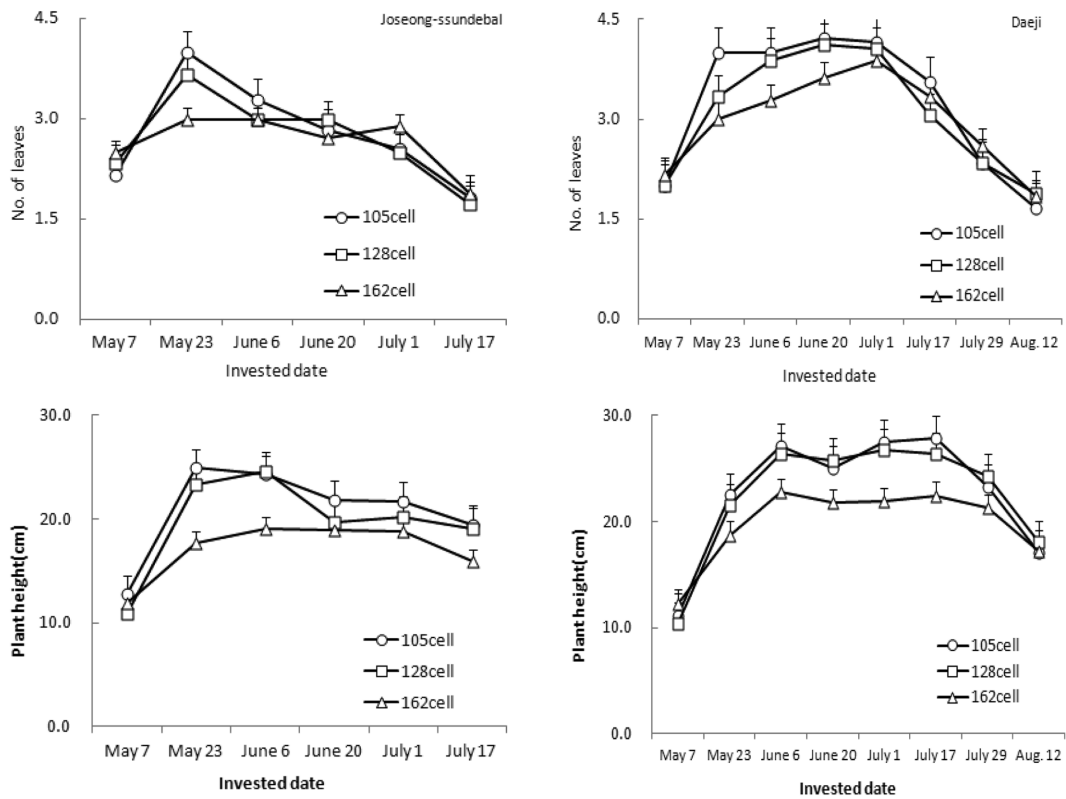 Joseong-ssundebal
No. of leaves
4.5
3.0
1.5
0.0
105cell
128cell
162cell
May 7 May 23 June 6 June 20 July 1 July 17
Invested date
Daeji
No. of leaves
4.5
3.0
1.5
0.0
105cell
128cell
162cell
May 7 May 23 June 6 June 20 July 1 July 17 July 29 Aug. 12
Invested date
Plant height(cm)
30.0
20.0
10.0
0.0
105cell
128cell
162cell
May 7 May 23 June 6 June 20 July 1 July 17
Invested date
Plant height(cm)
30.0
20.0
10.0
0.0
105cell
128cell
162cell
May 7 May 23 June 6 June 20 July 1 July 17 July 29 Aug. 12
Invested date